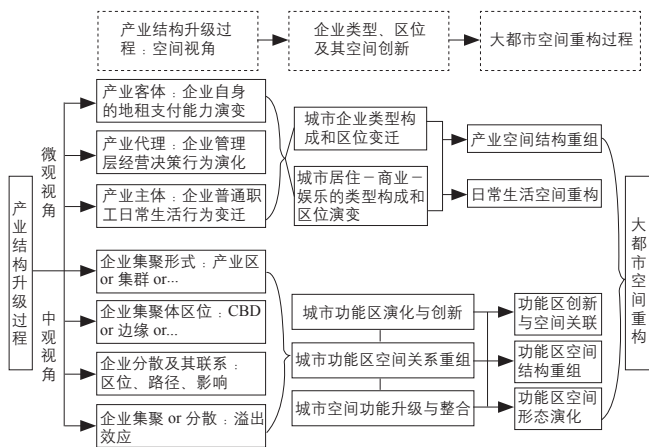 产业结构升级过
程：空间视角
企业类型、区位
及其空间创新
大都市空间重构过程
产业结构升级过程
微观视角
中观视角
产业客体：企业自身
的地租支付能力演变
产业代理：企业管理
层经营决策行为演化
产业主体：企业普通职
工日常生活行为变迁
企业集聚形式：产业区
or 集群 or...
企业集聚体区位：CBD
or 边缘 or...
企业分散及其联系：
区位、路径、影响
企业集聚 or 分散：溢出
效应
城市企业类型构
成和区位变迁
城市居住－商业－
娱乐的类型构成和
区位演变
城市功能区演化与创新
城市功能区空间关系重组
城市空间功能升级与整合
产业空间结构重组
日常生活空间重构
功能区创新
与空间关联
功能区空间
结构重组
功能区空间
形态演化
大都市空间重构